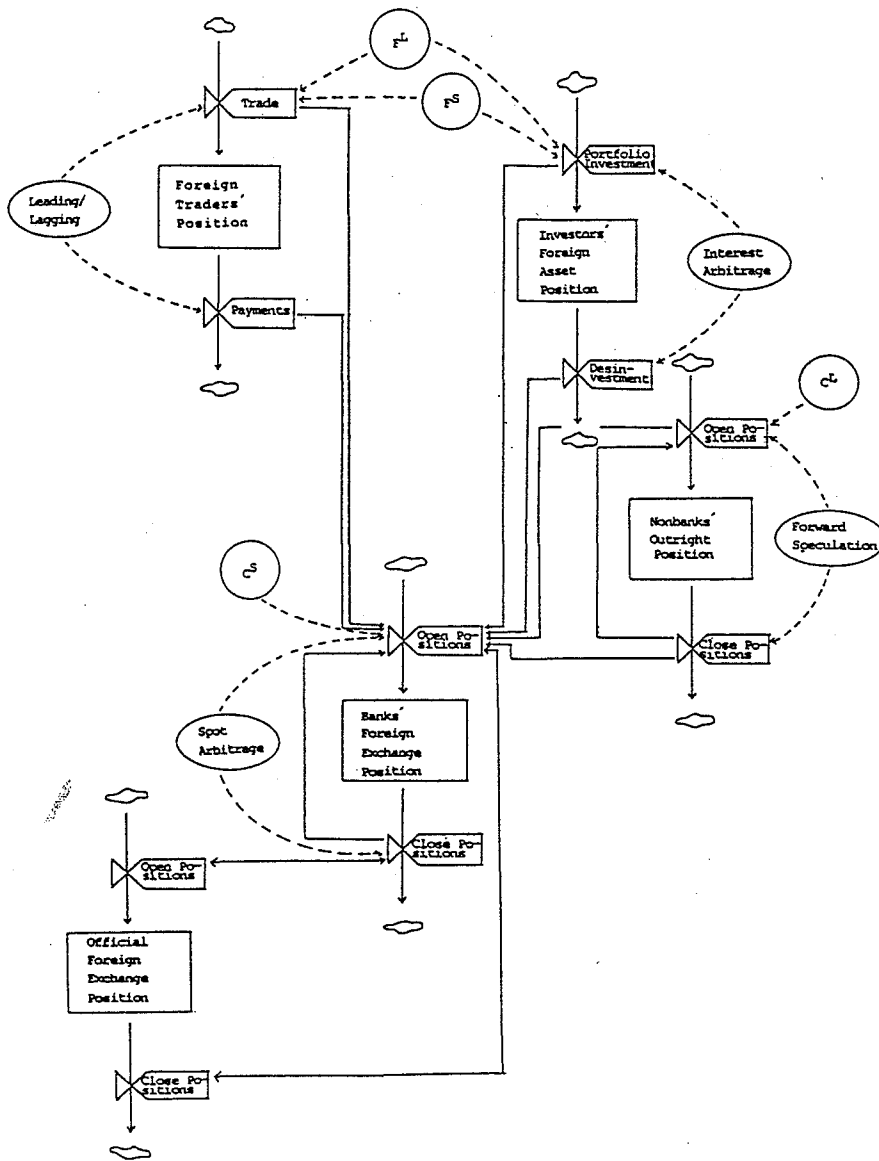 F^L
Trade
F^S
Portfolio
Investment
Foreign
Traders'
Position
Leading/
Lagging
Investors'
Foreign
Asset
Position
Interest
Arbitrage
Payments
Desin-
vestment
C^L
Open Po-
sitions
Nonbanks'
Outright
Position
Forward
Speculation
C^S
Open Po-
sitions
Close Po-
sitions
Banks'
Foreign
Exchange
Position
Spot
Arbitrage
Close Po-
sitions
Open Po-
sitions
Official
Foreign
Exchange
Position
Close Po-
sitions